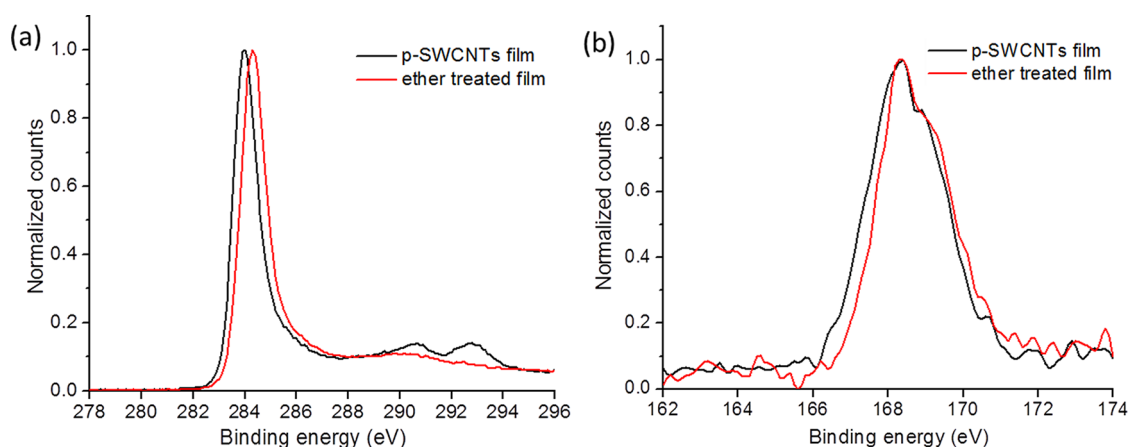 (a)
p-SWCNTs film
ether treated film
Normalized counts
1.0
0.8
0.6
0.4
0.2
0.0
278 280 282 284 286 288 290 292 294 296
Binding energy (eV)
(b)
p-SWCNTs film
ether treated film
Normalized counts
1.0
0.8
0.6
0.4
0.2
0.0
162 164 166 168 170 172 174
Binding energy (eV)